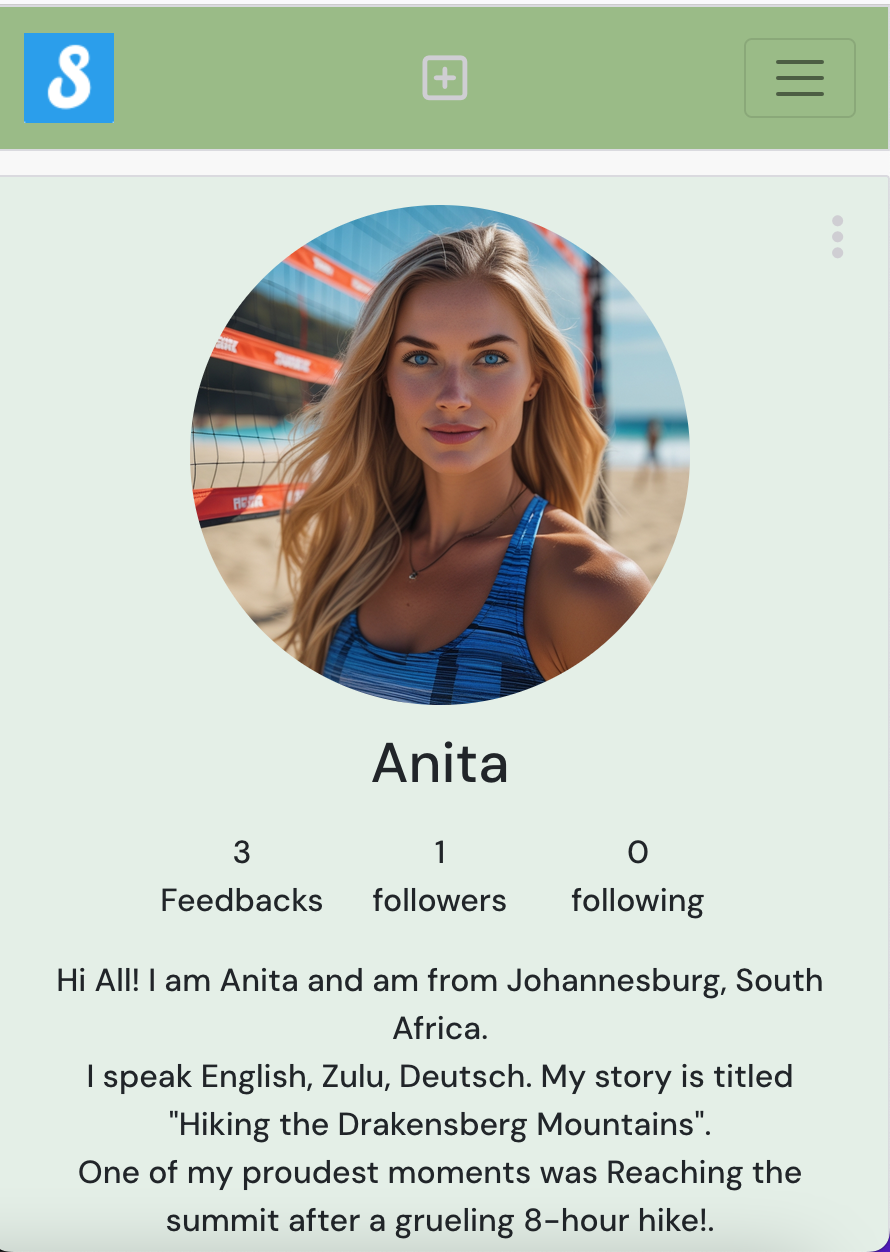 S
Anita
3 1 0
Feedbacks followers following
Hi All! I am Anita and am from Johannesburg, South
Africa.
I speak English, Zulu, Deutsch. My story is titled
"Hiking the Drakensberg Mountains".
One of my proudest moments was Reaching the
summit after a grueling 8-hour hike!.